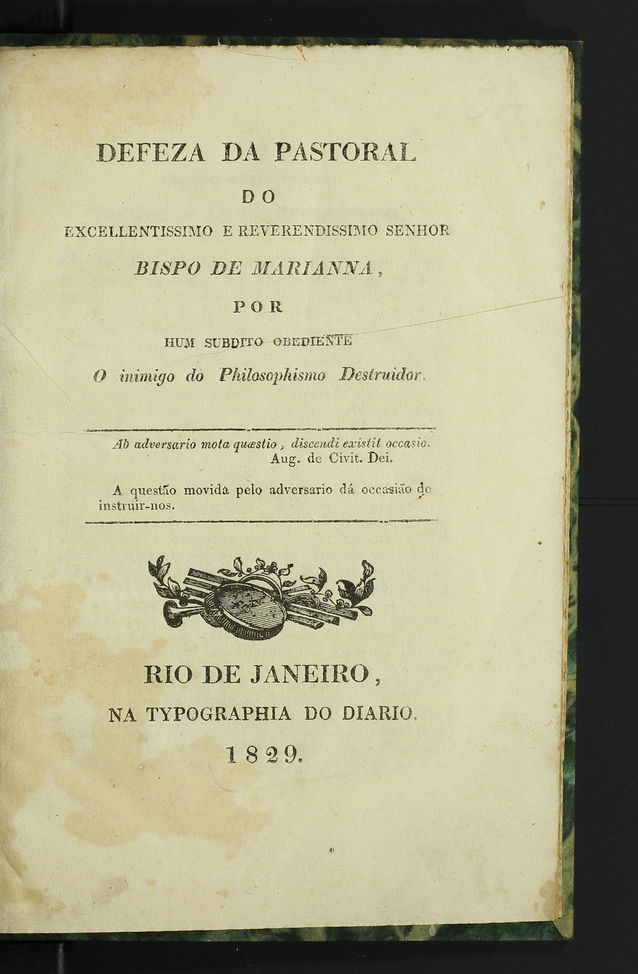 DEFEZA DA PASTORAL
DO
EXCELLENTISSIMO E REVERENDISSIMO SENHOR
BISPO DE MARIANNA,
POR
HUM SUBDITO OBEDIENTE
O inimigo do Philosophismo Destruidor.
Ab adversario mota quæstio, discendi existit occasio.
Aug. de Civit. Dei.
A questão movida pelo adversario dá occasião de
instruir-nos.
RIO DE JANEIRO,
NA TYPOGRAPHIA DO DIARIO.
1829.